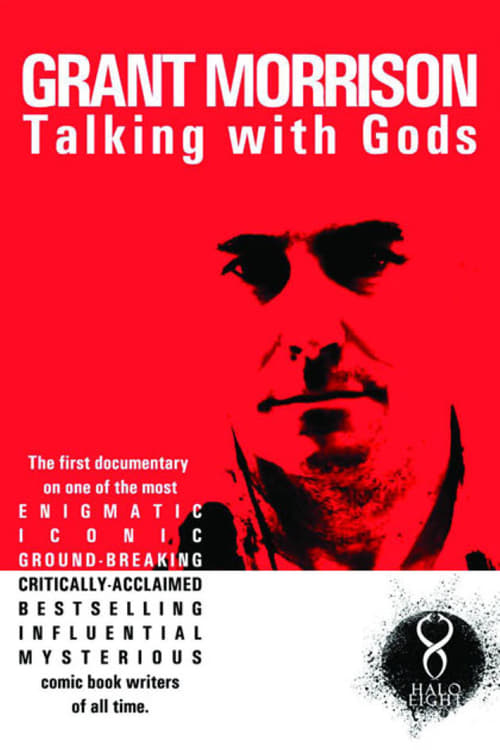 GRANT MORRISON
Talking with Gods
The first documentary
on one of the most
ENIGMATIC
ICONIC
GROUND-BREAKING
CRITICALLY-ACCLAIMED
BESTSELLING
INFLUENTIAL
MYSTERIOUS
comic book writers
of all time.
HALO
EIGHT